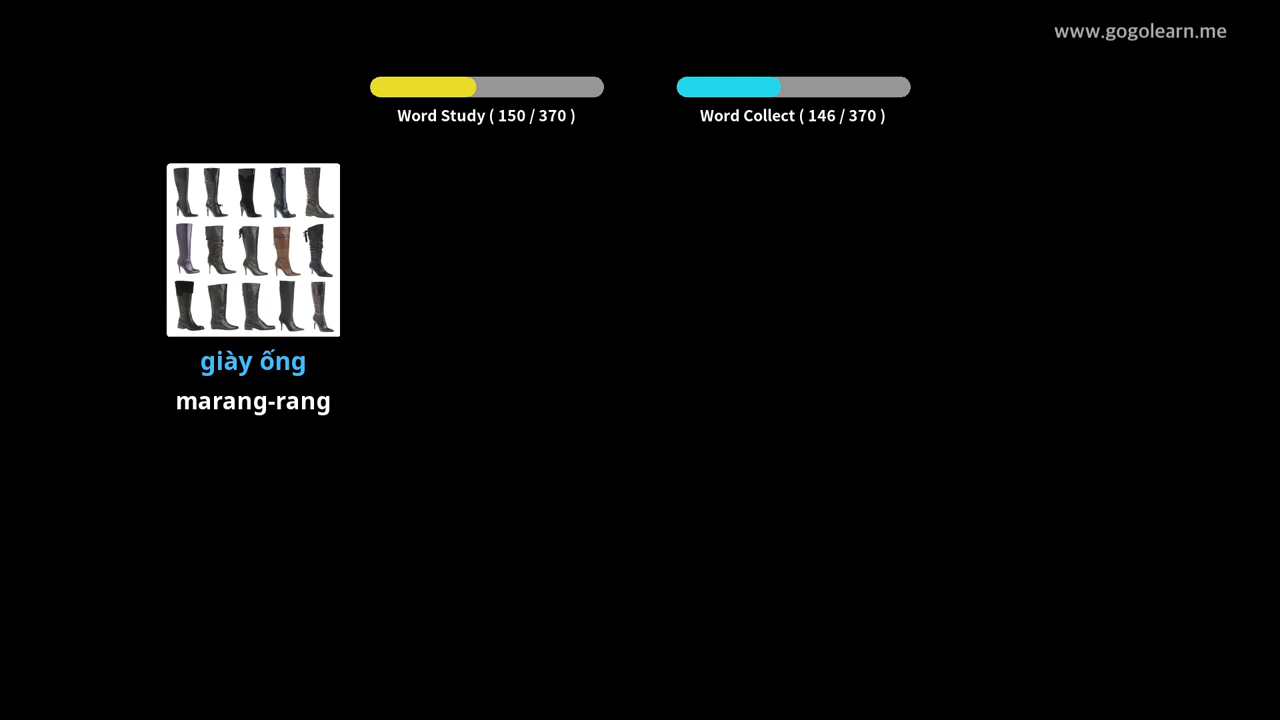 www.gogolearn.me
Word Study ( 150 / 370 )
Word Collect ( 146 / 370 )
giày ống
marang-rang